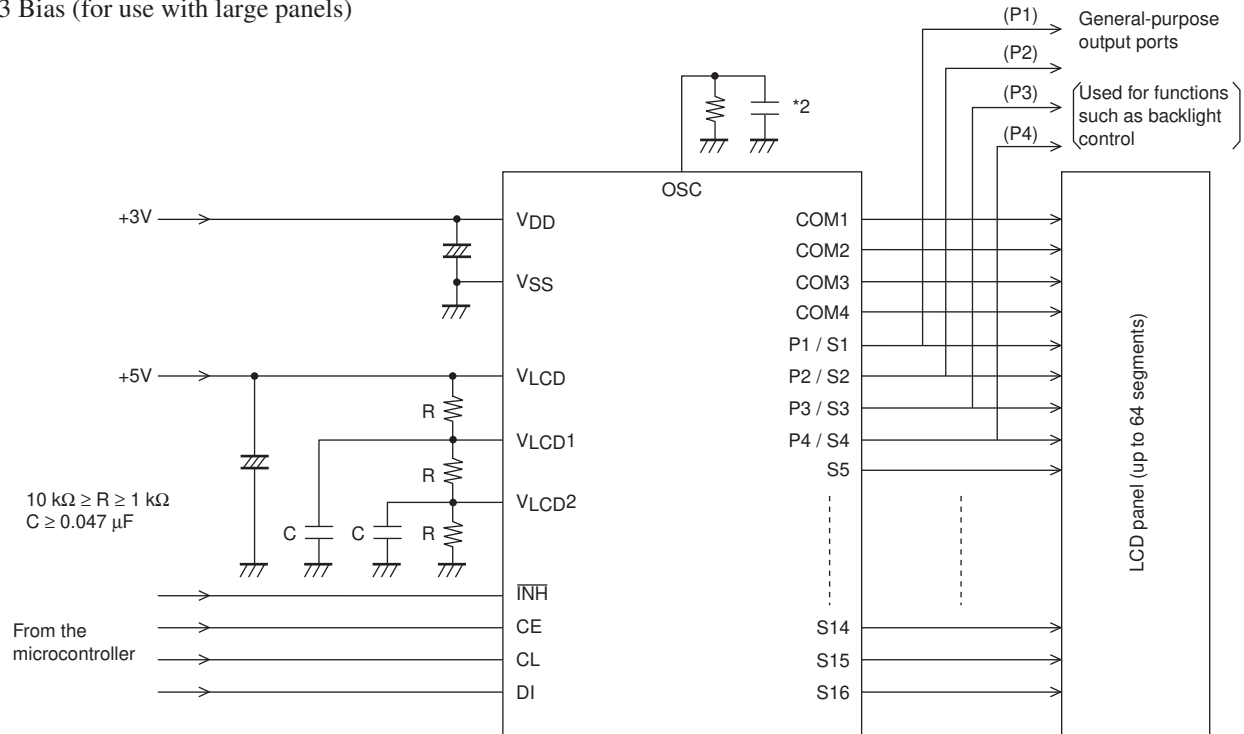 3 Bias (for use with large panels)
(P1)
General-purpose
output ports
(P2)
(P3)
Used for functions
such as backlight
control
(P4)
*2
OSC
+3V
VDD
VSS
+5V
VLCD
R
VLCD1
R
VLCD2
R
C
C
10 kΩ ≥ R ≥ 1 kΩ
C ≥ 0.047 µF
INH
CE
CL
DI
From the
microcontroller
COM1
COM2
COM3
COM4
P1 / S1
P2 / S2
P3 / S3
P4 / S4
S5
S14
S15
S16
LCD panel (up to 64 segments)